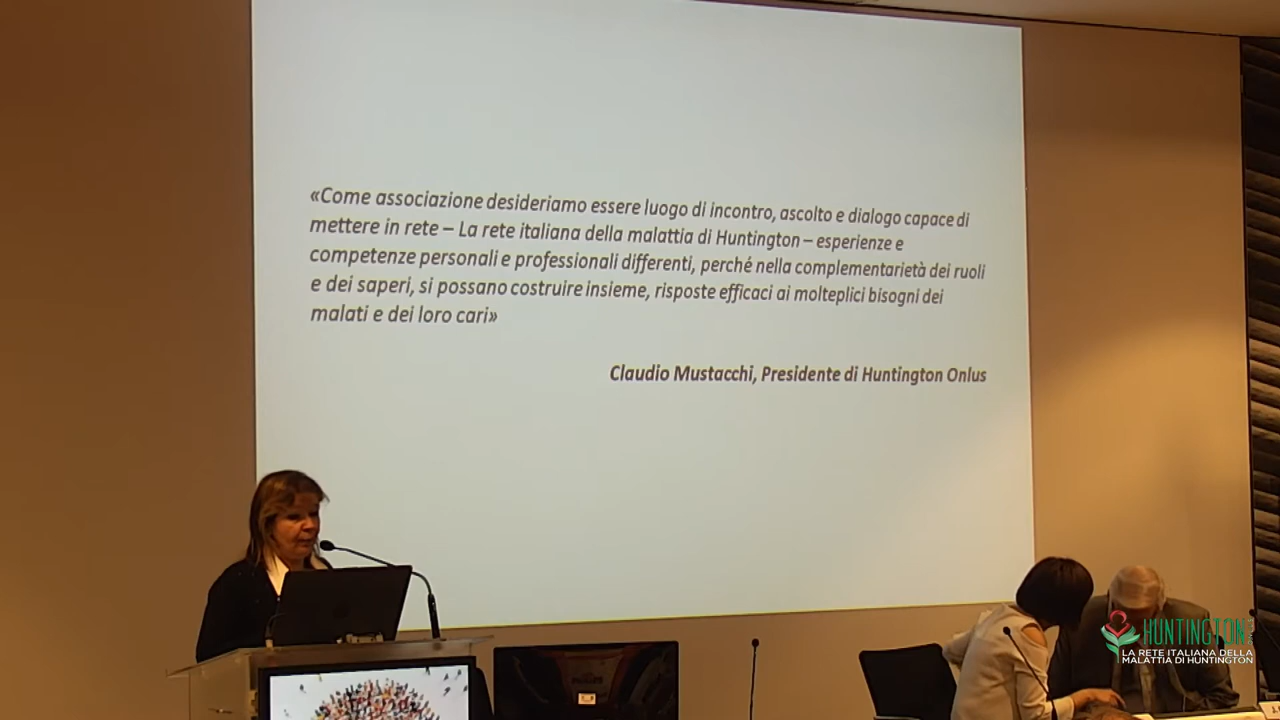 «Come associazione desideriamo essere luogo di incontro, ascolto e dialogo capace di
mettere in rete – La rete italiana della malattia di Huntington – esperienze e
competenze personali e professionali differenti, perché nella complementarietà dei ruoli
e dei saperi, si possano costruire insieme, risposte efficaci ai molteplici bisogni dei
malati e dei loro cari»
Claudio Mustacchi, Presidente di Huntington Onlus
HUNTINGTON
LA RETE ITALIANA DELLA
MALATTIA DI HUNTINGTON